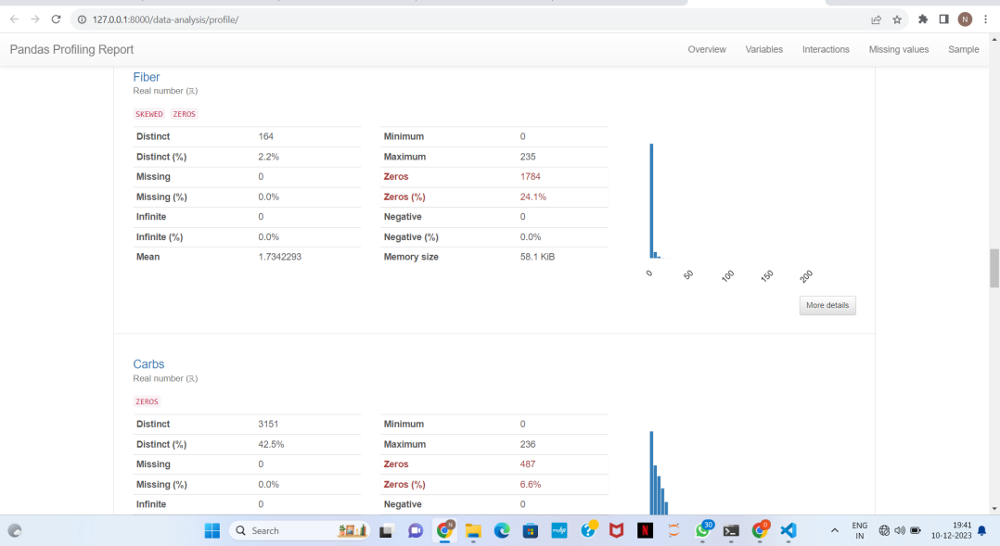 127.0.0.1:8000/data-analysis/profile/
N
Pandas Profiling Report Overview Variables Interactions Missing values Sample
Fiber
Real number (ℝ)
SKEWED ZEROS
Distinct 164 Minimum 0
Distinct (%) 2.2% Maximum 235
Missing 0 Zeros 1784
Missing (%) 0.0% Zeros (%) 24.1%
Infinite 0 Negative 0
Infinite (%) 0.0% Negative (%) 0.0%
Mean 1.7342293 Memory size 58.1 KiB
0 50 100 150 200
More details
Carbs
Real number (ℝ)
ZEROS
Distinct 3151 Minimum 0
Distinct (%) 42.5% Maximum 236
Missing 0 Zeros 487
Missing (%) 0.0% Zeros (%) 6.6%
Infinite 0 Negative 0
Search
N
N
30
0
ENG
IN
19:41
10-12-2023